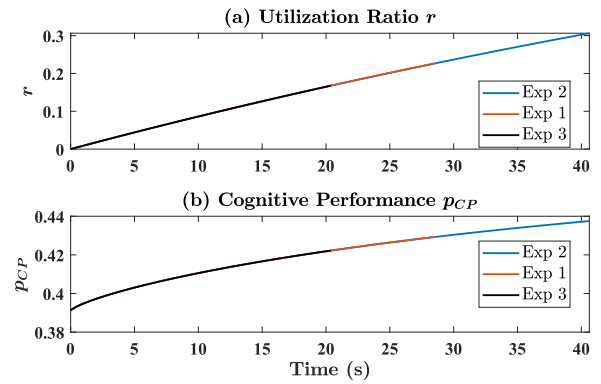 (a) Utilization Ratio r
0.3
0.2
0.1
0
r
Exp 2
Exp 1
Exp 3
0 5 10 15 20 25 30 35 40
(b) Cognitive Performance p_CP
0.44
0.42
0.4
0.38
p_CP
Exp 2
Exp 1
Exp 3
0 5 10 15 20 25 30 35 40
Time (s)